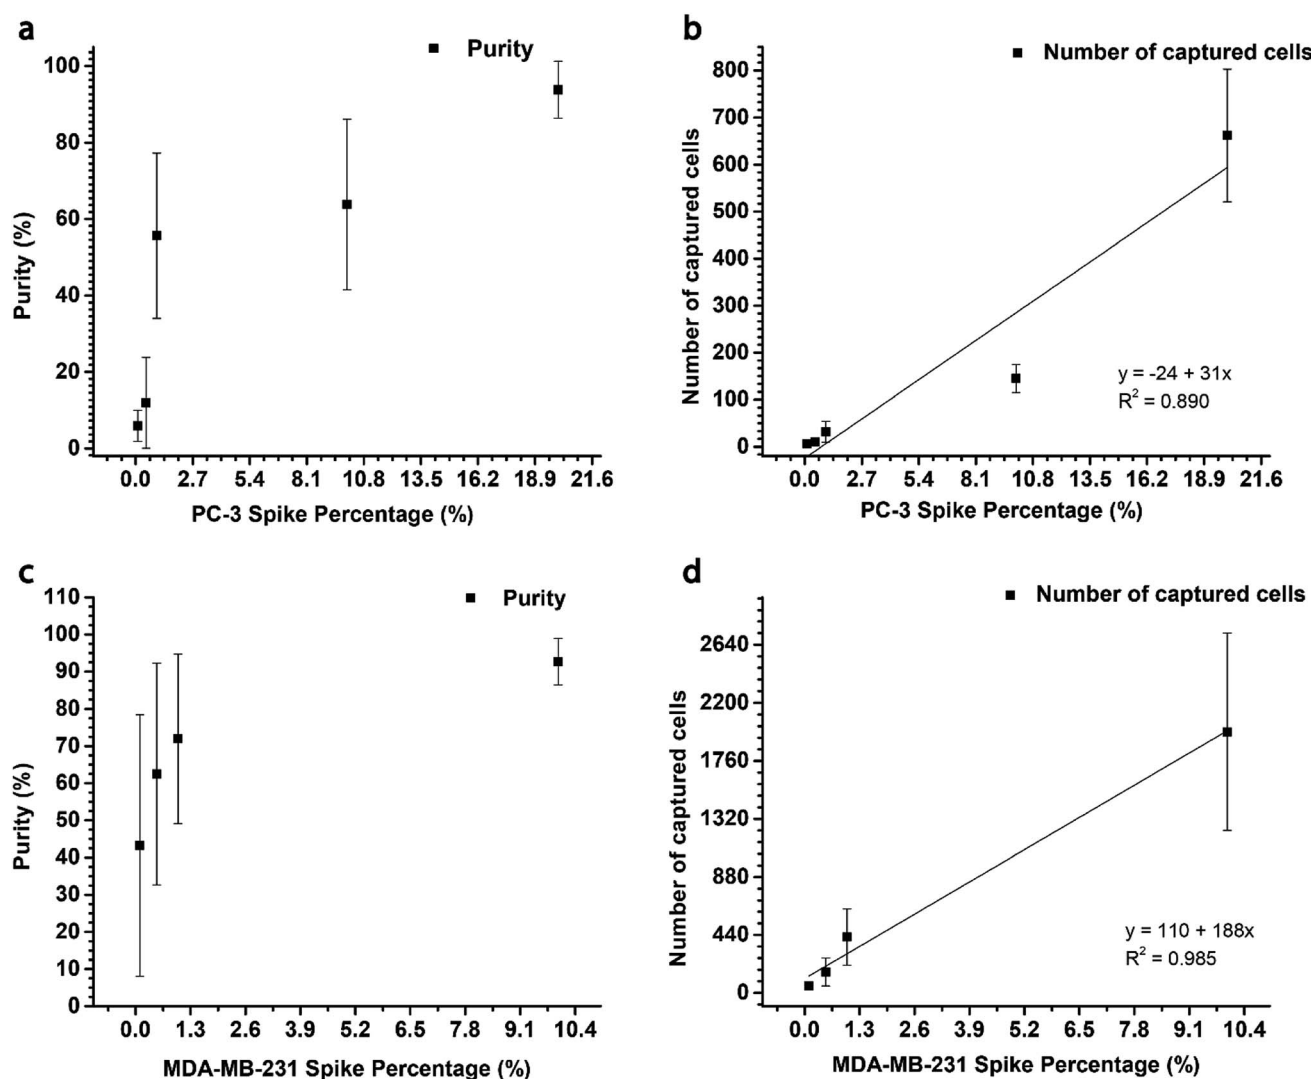 a
Purity
100
80
60
40
20
0
Purity (%)
0.0 2.7 5.4 8.1 10.8 13.5 16.2 18.9 21.6
PC-3 Spike Percentage (%)
b
Number of captured cells
800
700
600
500
400
300
200
100
0
Number of captured cells
y = -24 + 31x
R² = 0.890
0.0 2.7 5.4 8.1 10.8 13.5 16.2 18.9 21.6
PC-3 Spike Percentage (%)
c
Purity
110
100
90
80
70
60
50
40
30
20
10
0
Purity (%)
0.0 1.3 2.6 3.9 5.2 6.5 7.8 9.1 10.4
MDA-MB-231 Spike Percentage (%)
d
Number of captured cells
2640
2200
1760
1320
880
440
0
Number of captured cells
y = 110 + 188x
R² = 0.985
0.0 1.3 2.6 3.9 5.2 6.5 7.8 9.1 10.4
MDA-MB-231 Spike Percentage (%)